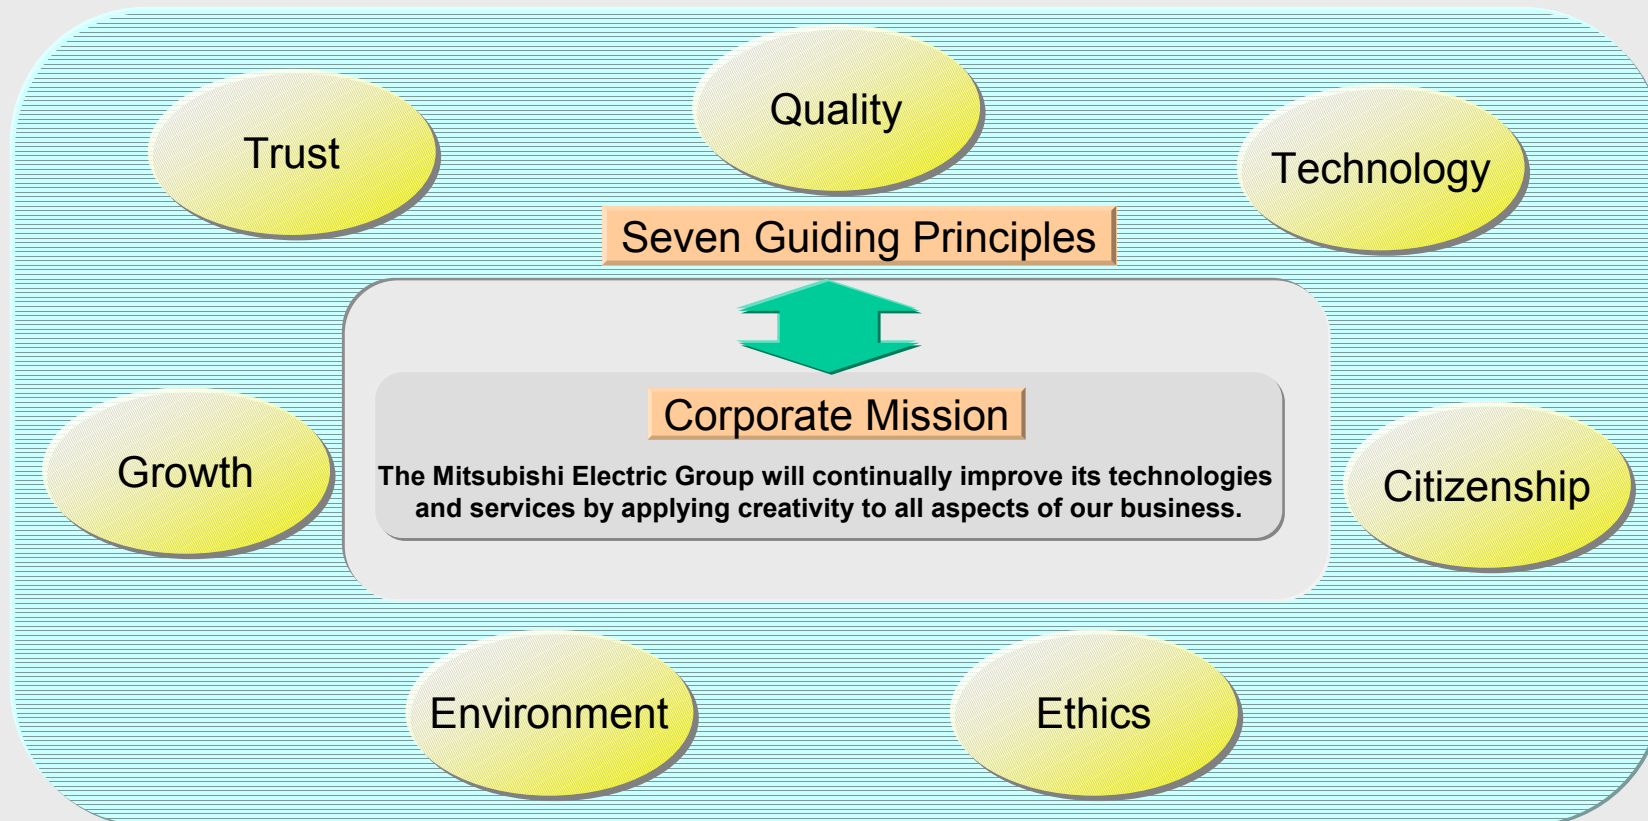 Quality
Trust
Technology
Seven Guiding Principles
Corporate Mission
Growth
The Mitsubishi Electric Group will continually improve its technologies
and services by applying creativity to all aspects of our business.
Citizenship
Environment
Ethics